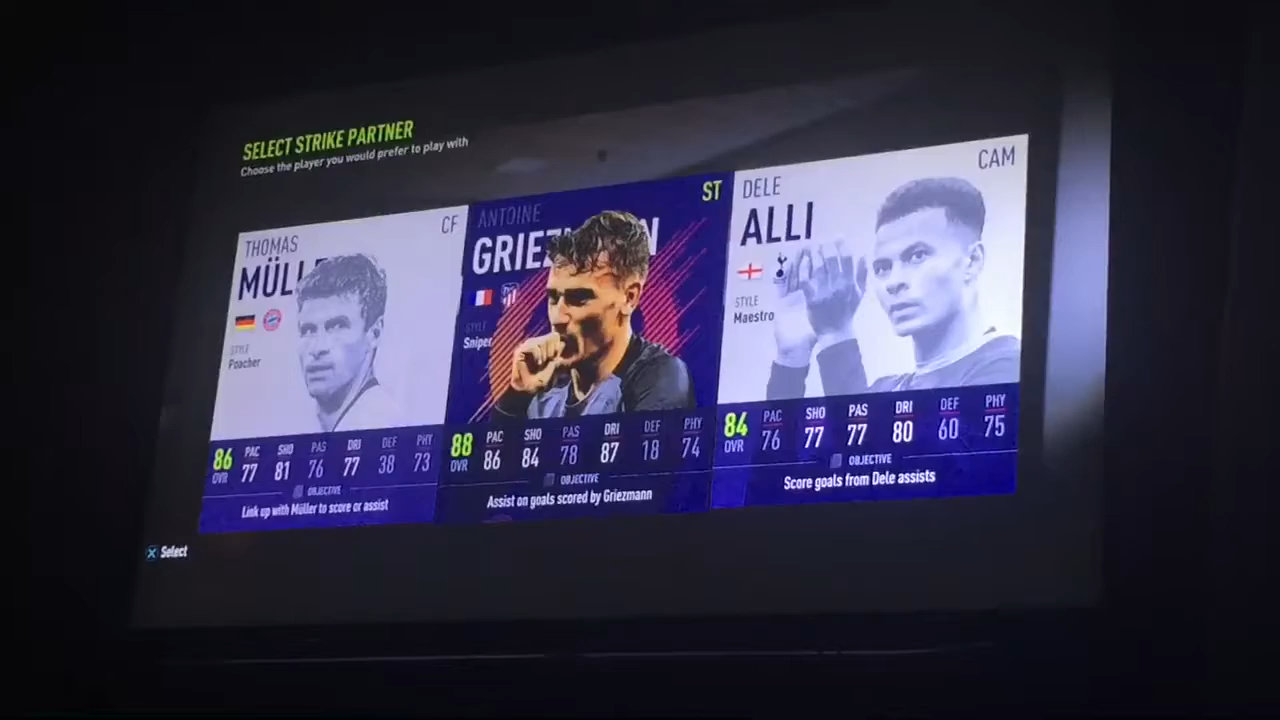 SELECT STRIKE PARTNER
Choose the player you would prefer to play with
THOMAS
CF
STYLE
Poacher
86
OVR
PAC SHO PAS DRI DEF PHY
77 81 76 77 38 73
OBJECTIVE
Link up with Müller to score or assist
ANTOINE
ST
STYLE
Sniper
88
OVR
PAC SHO PAS DRI DEF PHY
86 84 78 87 18 74
OBJECTIVE
Assist on goals scored by Griezmann
DELE
ALLI
CAM
STYLE
Maestro
84
OVR
PAC SHO PAS DRI DEF PHY
76 77 77 80 60 75
OBJECTIVE
Score goals from Dele assists
Select